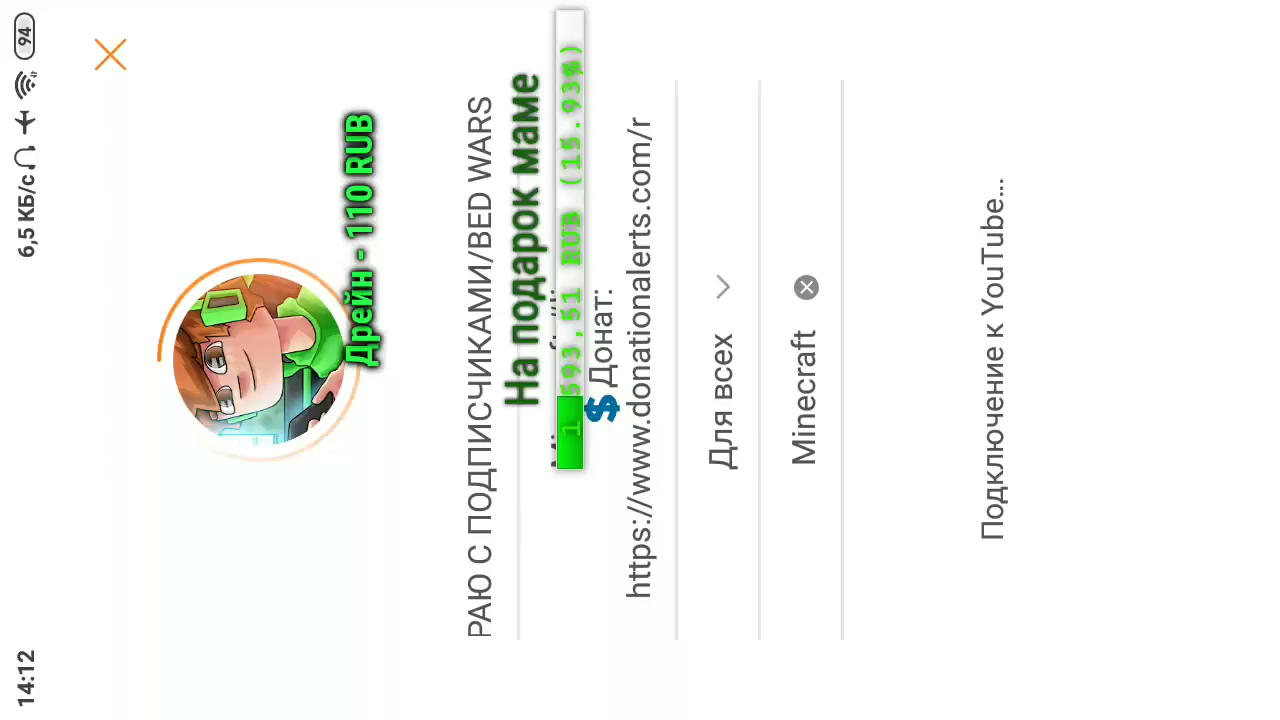 14:12
6,5 КБ/с
94
Дрейн - 110 RUB
РАЮ С ПОДПИСЧИКАМИ/BED WARS
На подарок маме
1 593,51 RUB (15.93%)
$ Донат:
https://www.donationalerts.com/r
Для всех
Minecraft
Подключение к YouTube...